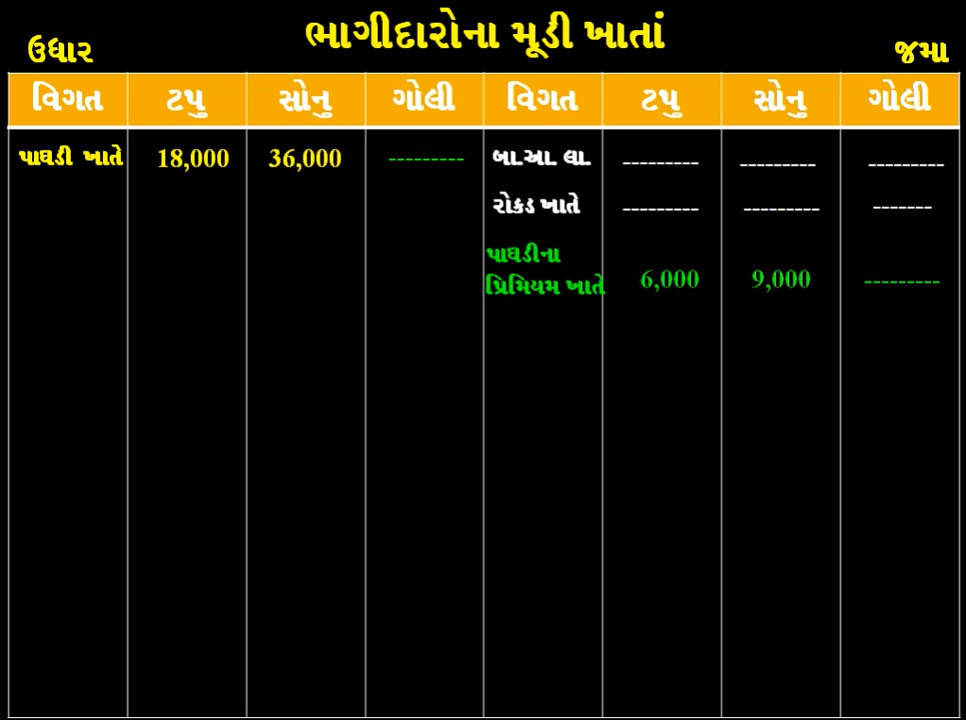 ભાગીદારોના મૂડી ખાતાં
ઉધાર જમા
વિગત ટપુ સોનુ ગોલી વિગત ટપુ સોનુ ગોલી
પાઘડી ખાતે 18,000 36,000 --------- બા.આ. લા. --------- --------- ---------
રોકડ ખાતે --------- --------- -------
પાઘડીના
પ્રિમિયમ ખાતે 6,000 9,000 ---------